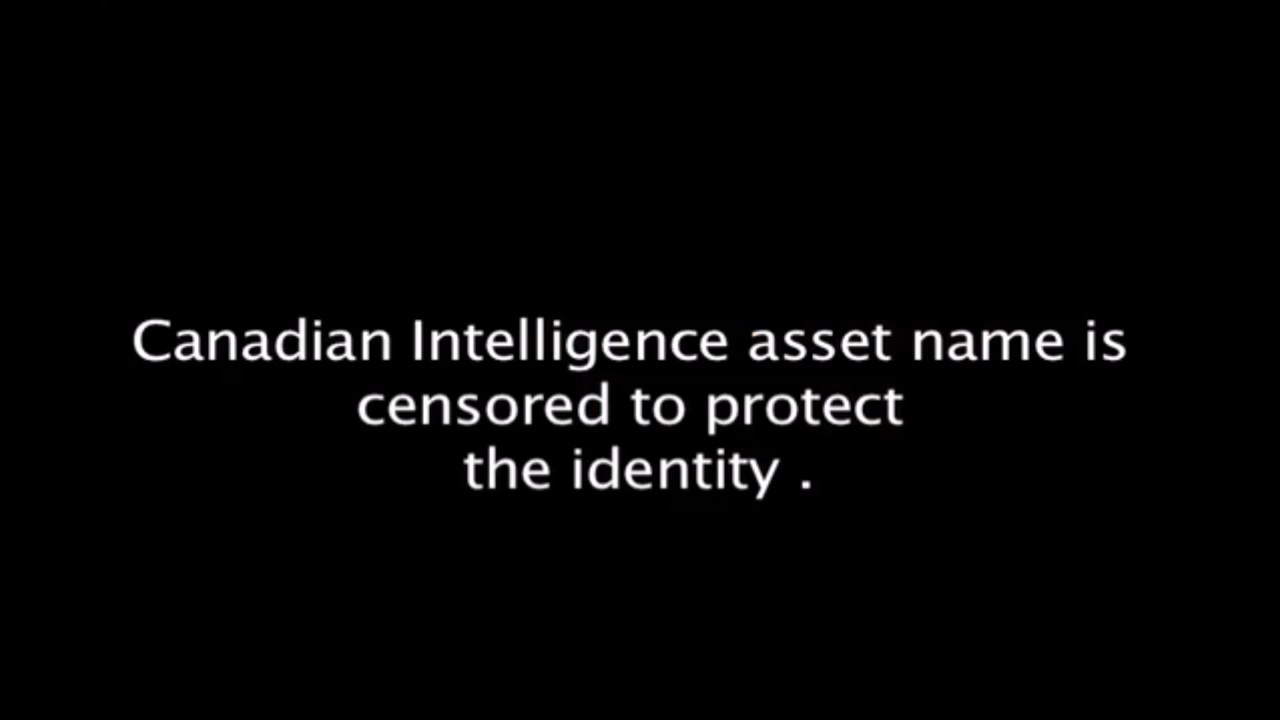 Canadian Intelligence asset name is
censored to protect
the identity .